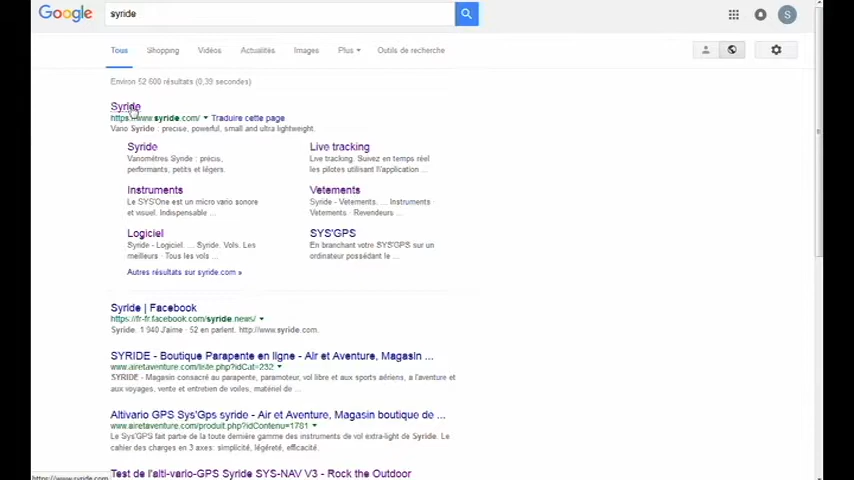 Google syride S
Tous Shopping Vidéos Actualités Images Plus Outils de recherche
Environ 52 600 résultats (0,39 secondes)
Syride
https://www.syride.com/ Traduire cette page
Vario Syride : precise, powerful, small and ultra lightweight.
Syride
Variomètres Syride : précis,
performants, petits et légers.
Live tracking
Live tracking. Suivez en temps réel
les pilotes utilisant l\'application ...
Instruments
Le SYS'One est un micro vario sonore
et visuel. Indispensable ...
Vetements
Syride - Vetements. ... Instruments ·
Vetements · Revendeurs ...
Logiciel
Syride - Logiciel. ... Syride. Vols. Les
meilleurs · Tous les vols ...
SYS'GPS
En branchant votre SYS'GPS sur un
ordinateur possédant le ...
Autres résultats sur syride.com »
Syride | Facebook
https://fr-fr.facebook.com/syride.news/
Syride. 1 940 J'aime · 52 en parlent. http://www.syride.com.
SYRIDE - Boutique Parapente en ligne - Air et Aventure, Magasin ...
www.airetaventure.com/liste.php?idCat=232
SYRIDE - Magasin consacré au parapente, paramoteur, vol libre et aux sports aériens, a l'aventure et
aux voyages, vente et entretien de voiles, matériel de ...
Altivario GPS Sys'Gps syride - Air et Aventure, Magasin boutique de ...
www.airetaventure.com/produit.php?idContenu=1781
Le Sys'GPS fait partie de la toute dernière gamme des instruments de vol extra-light de Syride. Le
cahier des charges en 3 axes: simplicité, légèreté, efficacité.
Test de l'alti-vario-GPS Syride SYS-NAV V3 - Rock the Outdoor
https://www.syride.com